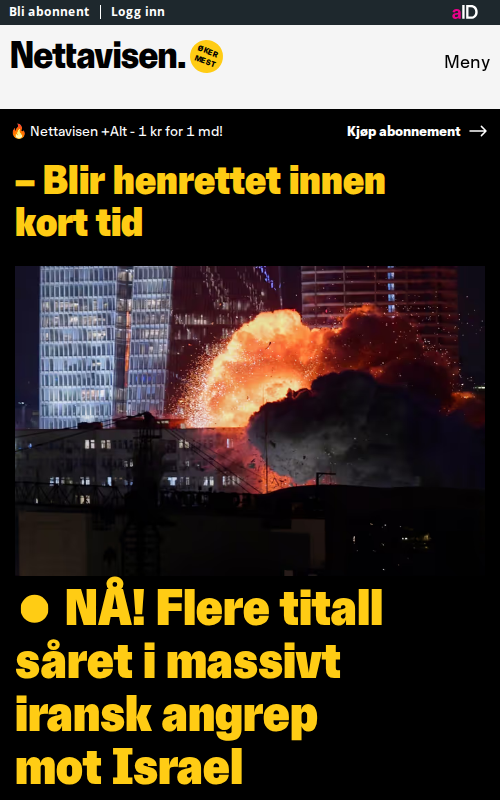 Bli abonnent | Logg inn
aID
Nettavisen. ØKER MEST
Meny
🔥 Nettavisen +Alt - 1 kr for 1 md!
Kjøp abonnement →
– Blir henrettet innen
kort tid
● NÅ! Flere titall
såret i massivt
iransk angrep
mot Israel